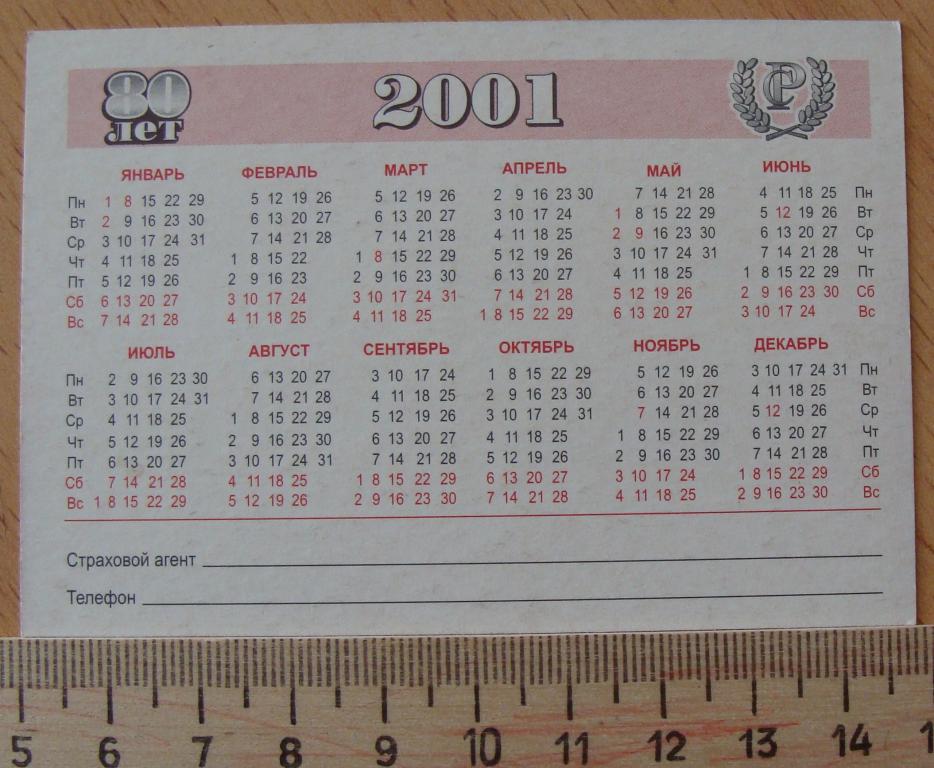 80 лет 2001 РС
ЯНВАРЬ ФЕВРАЛЬ МАРТ АПРЕЛЬ МАЙ ИЮНЬ
Пн 1 8 15 22 29 5 12 19 26 5 12 19 26 2 9 16 23 30 7 14 21 28 4 11 18 25 Пн
Вт 2 9 16 23 30 6 13 20 27 6 13 20 27 3 10 17 24 1 8 15 22 29 5 12 19 26 Вт
Ср 3 10 17 24 31 7 14 21 28 7 14 21 28 4 11 18 25 2 9 16 23 30 6 13 20 27 Ср
Чт 4 11 18 25 1 8 15 22 1 8 15 22 29 5 12 19 26 3 10 17 24 31 7 14 21 28 Чт
Пт 5 12 19 26 2 9 16 23 2 9 16 23 30 6 13 20 27 4 11 18 25 1 8 15 22 29 Пт
Сб 6 13 20 27 3 10 17 24 3 10 17 24 31 7 14 21 28 5 12 19 26 2 9 16 23 30 Сб
Вс 7 14 21 28 4 11 18 25 4 11 18 25 1 8 15 22 29 6 13 20 27 3 10 17 24 Вс
ИЮЛЬ АВГУСТ СЕНТЯБРЬ ОКТЯБРЬ НОЯБРЬ ДЕКАБРЬ
Пн 2 9 16 23 30 6 13 20 27 3 10 17 24 1 8 15 22 29 5 12 19 26 3 10 17 24 31 Пн
Вт 3 10 17 24 31 7 14 21 28 4 11 18 25 2 9 16 23 30 6 13 20 27 4 11 18 25 Вт
Ср 4 11 18 25 1 8 15 22 29 5 12 19 26 3 10 17 24 31 7 14 21 28 5 12 19 26 Ср
Чт 5 12 19 26 2 9 16 23 30 6 13 20 27 4 11 18 25 1 8 15 22 29 6 13 20 27 Чт
Пт 6 13 20 27 3 10 17 24 31 7 14 21 28 5 12 19 26 2 9 16 23 30 7 14 21 28 Пт
Сб 7 14 21 28 4 11 18 25 1 8 15 22 29 6 13 20 27 3 10 17 24 1 8 15 22 29 Сб
Вс 1 8 15 22 29 5 12 19 26 2 9 16 23 30 7 14 21 28 4 11 18 25 2 9 16 23 30 Вс
Страховой агент
Телефон
5 6 7 8 9 10 11 12 13 14 1